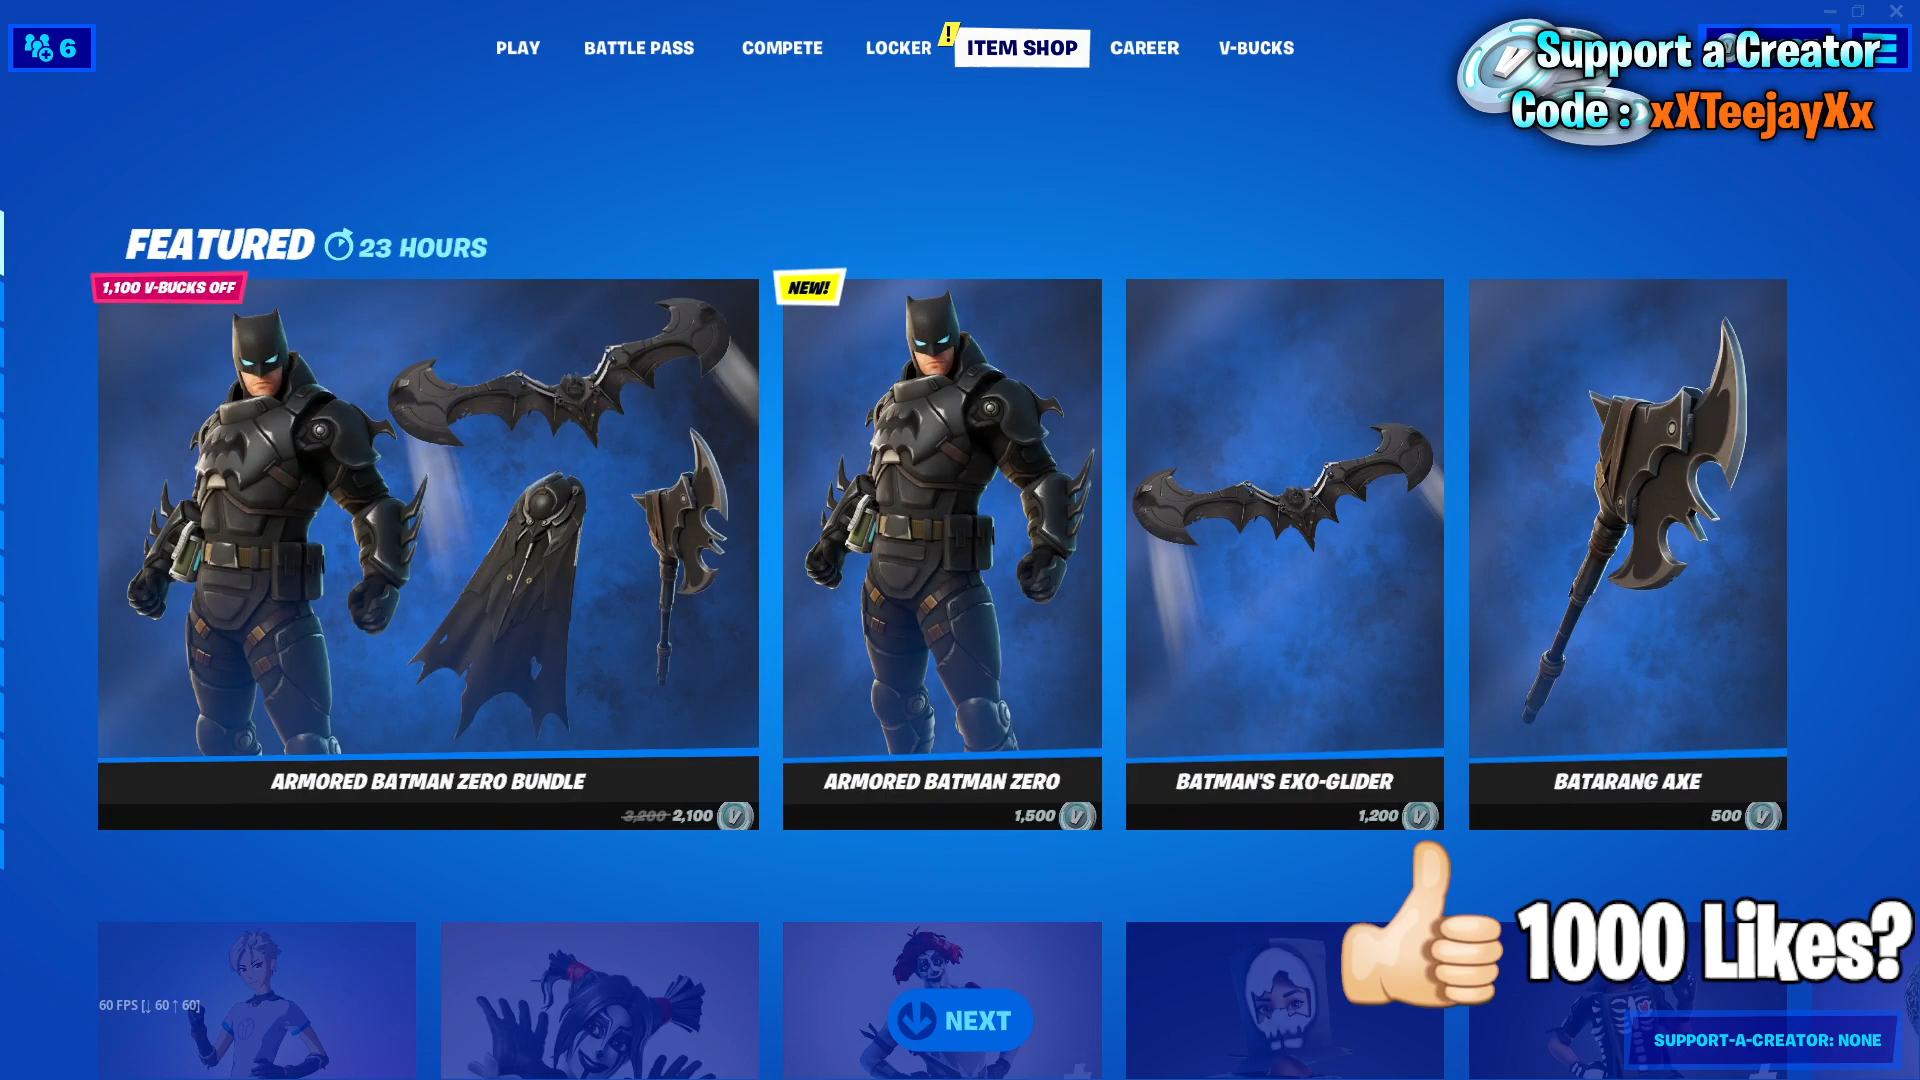 6
PLAY
BATTLE PASS
COMPETE
LOCKER
!
ITEM SHOP
CAREER
V-BUCKS
Support a Creator
Code : xXTeejayXx
FEATURED 23 HOURS
1,100 V-BUCKS OFF
ARMORED BATMAN ZERO BUNDLE
3,200 2,100
NEW!
ARMORED BATMAN ZERO
1,500
BATMAN'S EXO-GLIDER
1,200
BATARANG AXE
500
1000 Likes?
60 FPS [↓ 60 ↑ 60]
NEXT
SUPPORT-A-CREATOR: NONE